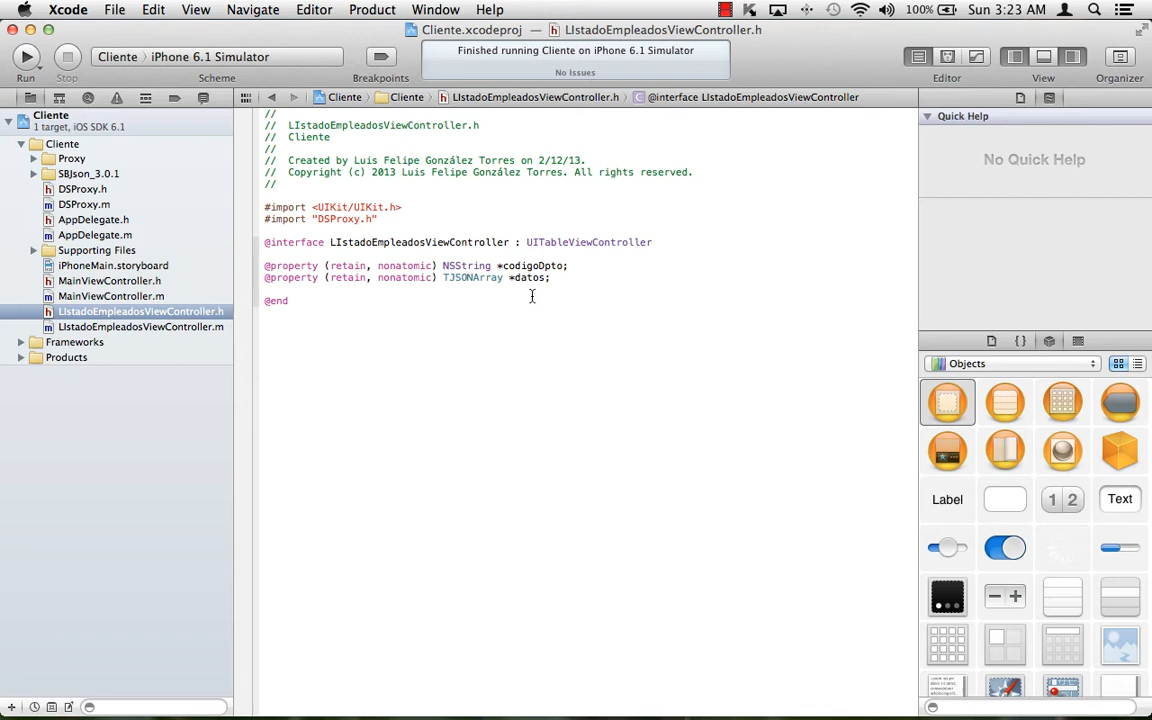 Xcode File Edit View Navigate Editor Product Window Help 100% Sun 3:23 AM
Cliente.xcodeproj — LIstadoEmpleadosViewController.h
Run Stop
Cliente 〉 iPhone 6.1 Simulator
Scheme
Breakpoints
Finished running Cliente on iPhone 6.1 Simulator
No Issues
Editor View Organizer
Cliente 〉 Cliente 〉 LIstadoEmpleadosViewController.h 〉 @interface LIstadoEmpleadosViewController
Cliente
1 target, iOS SDK 6.1
Cliente
Proxy
SBJson_3.0.1
DSProxy.h
DSProxy.m
AppDelegate.h
AppDelegate.m
Supporting Files
iPhoneMain.storyboard
MainViewController.h
MainViewController.m
LIstadoEmpleadosViewController.h
LIstadoEmpleadosViewController.m
Frameworks
Products
//
// LIstadoEmpleadosViewController.h
// Cliente
//
// Created by Luis Felipe González Torres on 2/12/13.
// Copyright (c) 2013 Luis Felipe González Torres. All rights reserved.
//
#import <UIKit/UIKit.h>
#import "DSProxy.h"
@interface LIstadoEmpleadosViewController : UITableViewController
@property (retain, nonatomic) NSString *codigoDpto;
@property (retain, nonatomic) TJSONArray *datos;
@end
Quick Help
No Quick Help
{ }
Objects
Label
1 2
Text